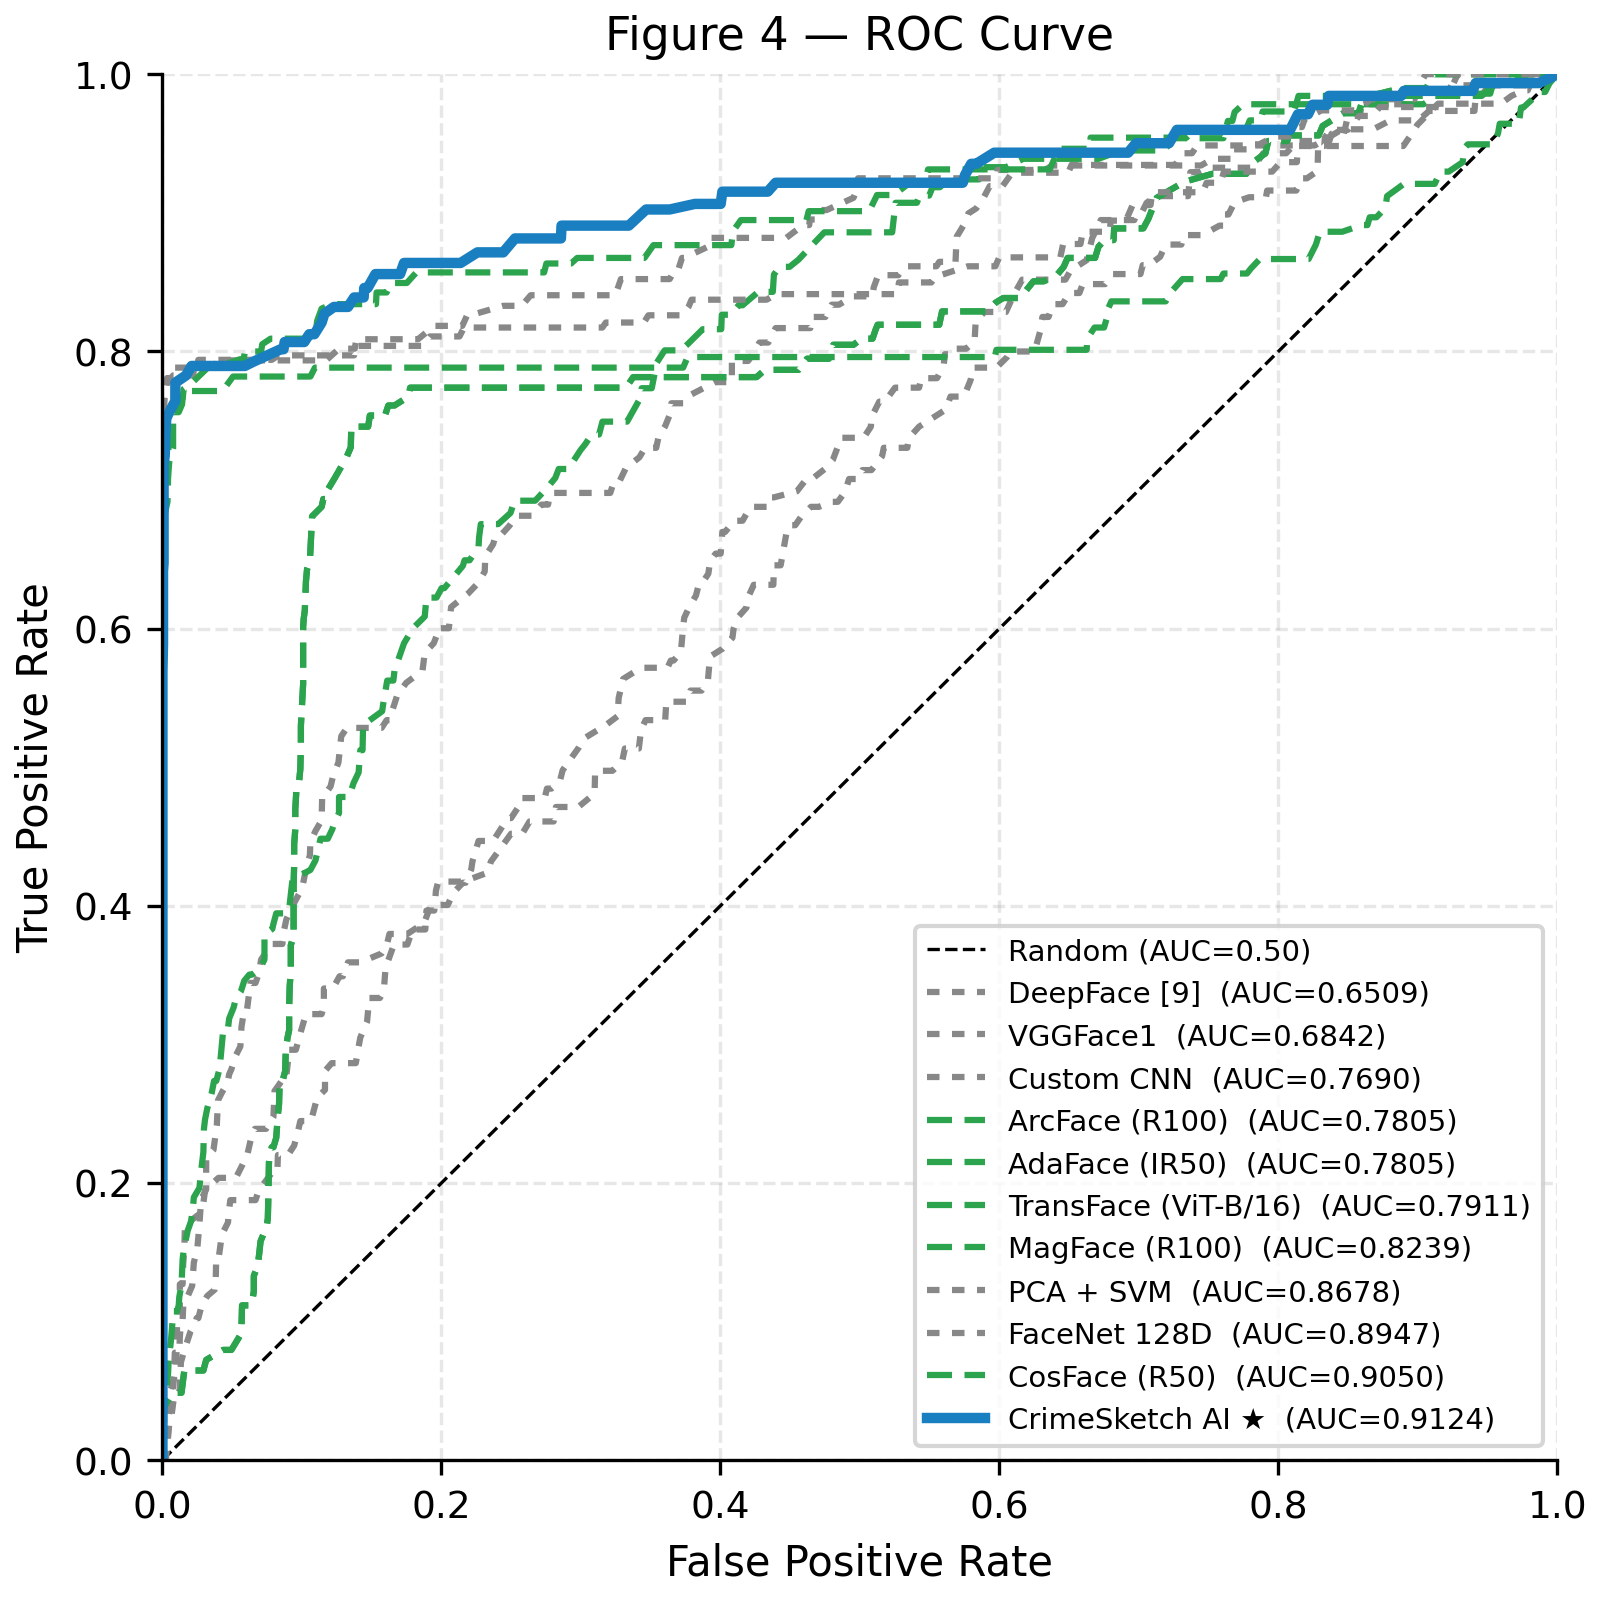 Figure 4 — ROC Curve
True Positive Rate
1.0
0.8
0.6
0.4
0.2
0.0
Random (AUC=0.50)
DeepFace [9] (AUC=0.6509)
VGGFace1 (AUC=0.6842)
Custom CNN (AUC=0.7690)
ArcFace (R100) (AUC=0.7805)
AdaFace (IR50) (AUC=0.7805)
TransFace (ViT-B/16) (AUC=0.7911)
MagFace (R100) (AUC=0.8239)
PCA + SVM (AUC=0.8678)
FaceNet 128D (AUC=0.8947)
CosFace (R50) (AUC=0.9050)
CrimeSketch AI ★ (AUC=0.9124)
0.0 0.2 0.4 0.6 0.8 1.0
False Positive Rate